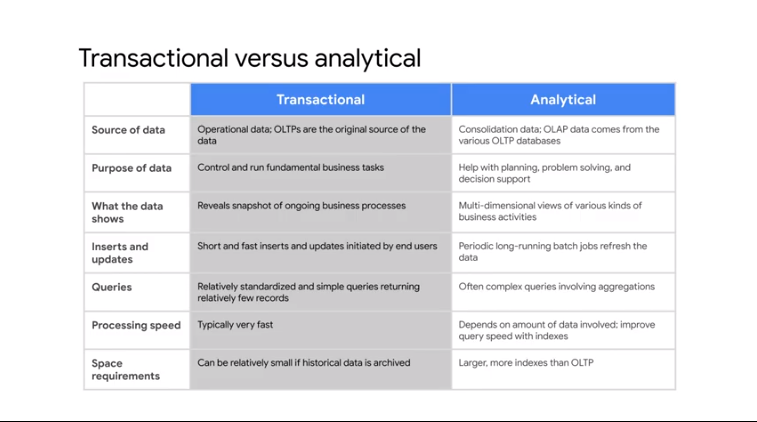 Transactional versus analytical
Transactional
Analytical
Source of data
Operational data; OLTPs are the original source of the
data
Consolidation data; OLAP data comes from the
various OLTP databases
Purpose of data
Control and run fundamental business tasks
Help with planning, problem solving, and
decision support
What the data
shows
Reveals snapshot of ongoing business processes
Multi-dimensional views of various kinds of
business activities
Inserts and
updates
Short and fast inserts and updates initiated by end users
Periodic long-running batch jobs refresh the
data
Queries
Relatively standardized and simple queries returning
relatively few records
Often complex queries involving aggregations
Processing speed
Typically very fast
Depends on amount of data involved; improve
query speed with indexes
Space
requirements
Can be relatively small if historical data is archived
Larger, more indexes than OLTP